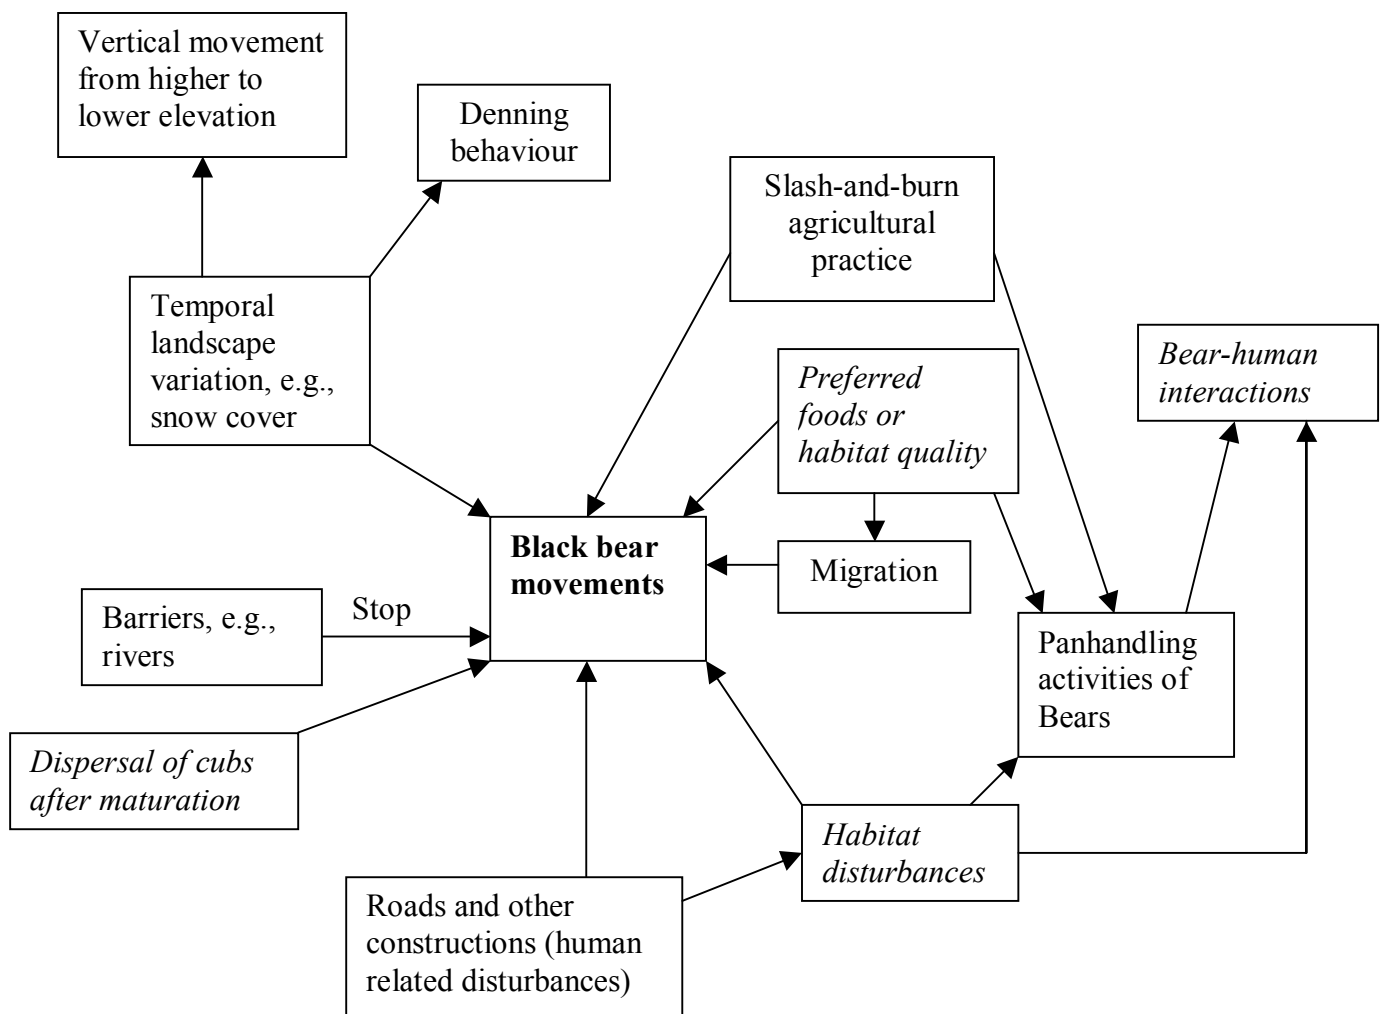 Vertical movement
from higher to
lower elevation
Denning
behaviour
Slash-and-burn
agricultural
practice
Temporal
landscape
variation, e.g.,
snow cover
Bear-human
interactions
Preferred
foods or
habitat quality
Black bear
movements
Migration
Barriers, e.g.,
rivers
Stop
Panhandling
activities of
Bears
Dispersal of cubs
after maturation
Habitat
disturbances
Roads and other
constructions (human
related disturbances)